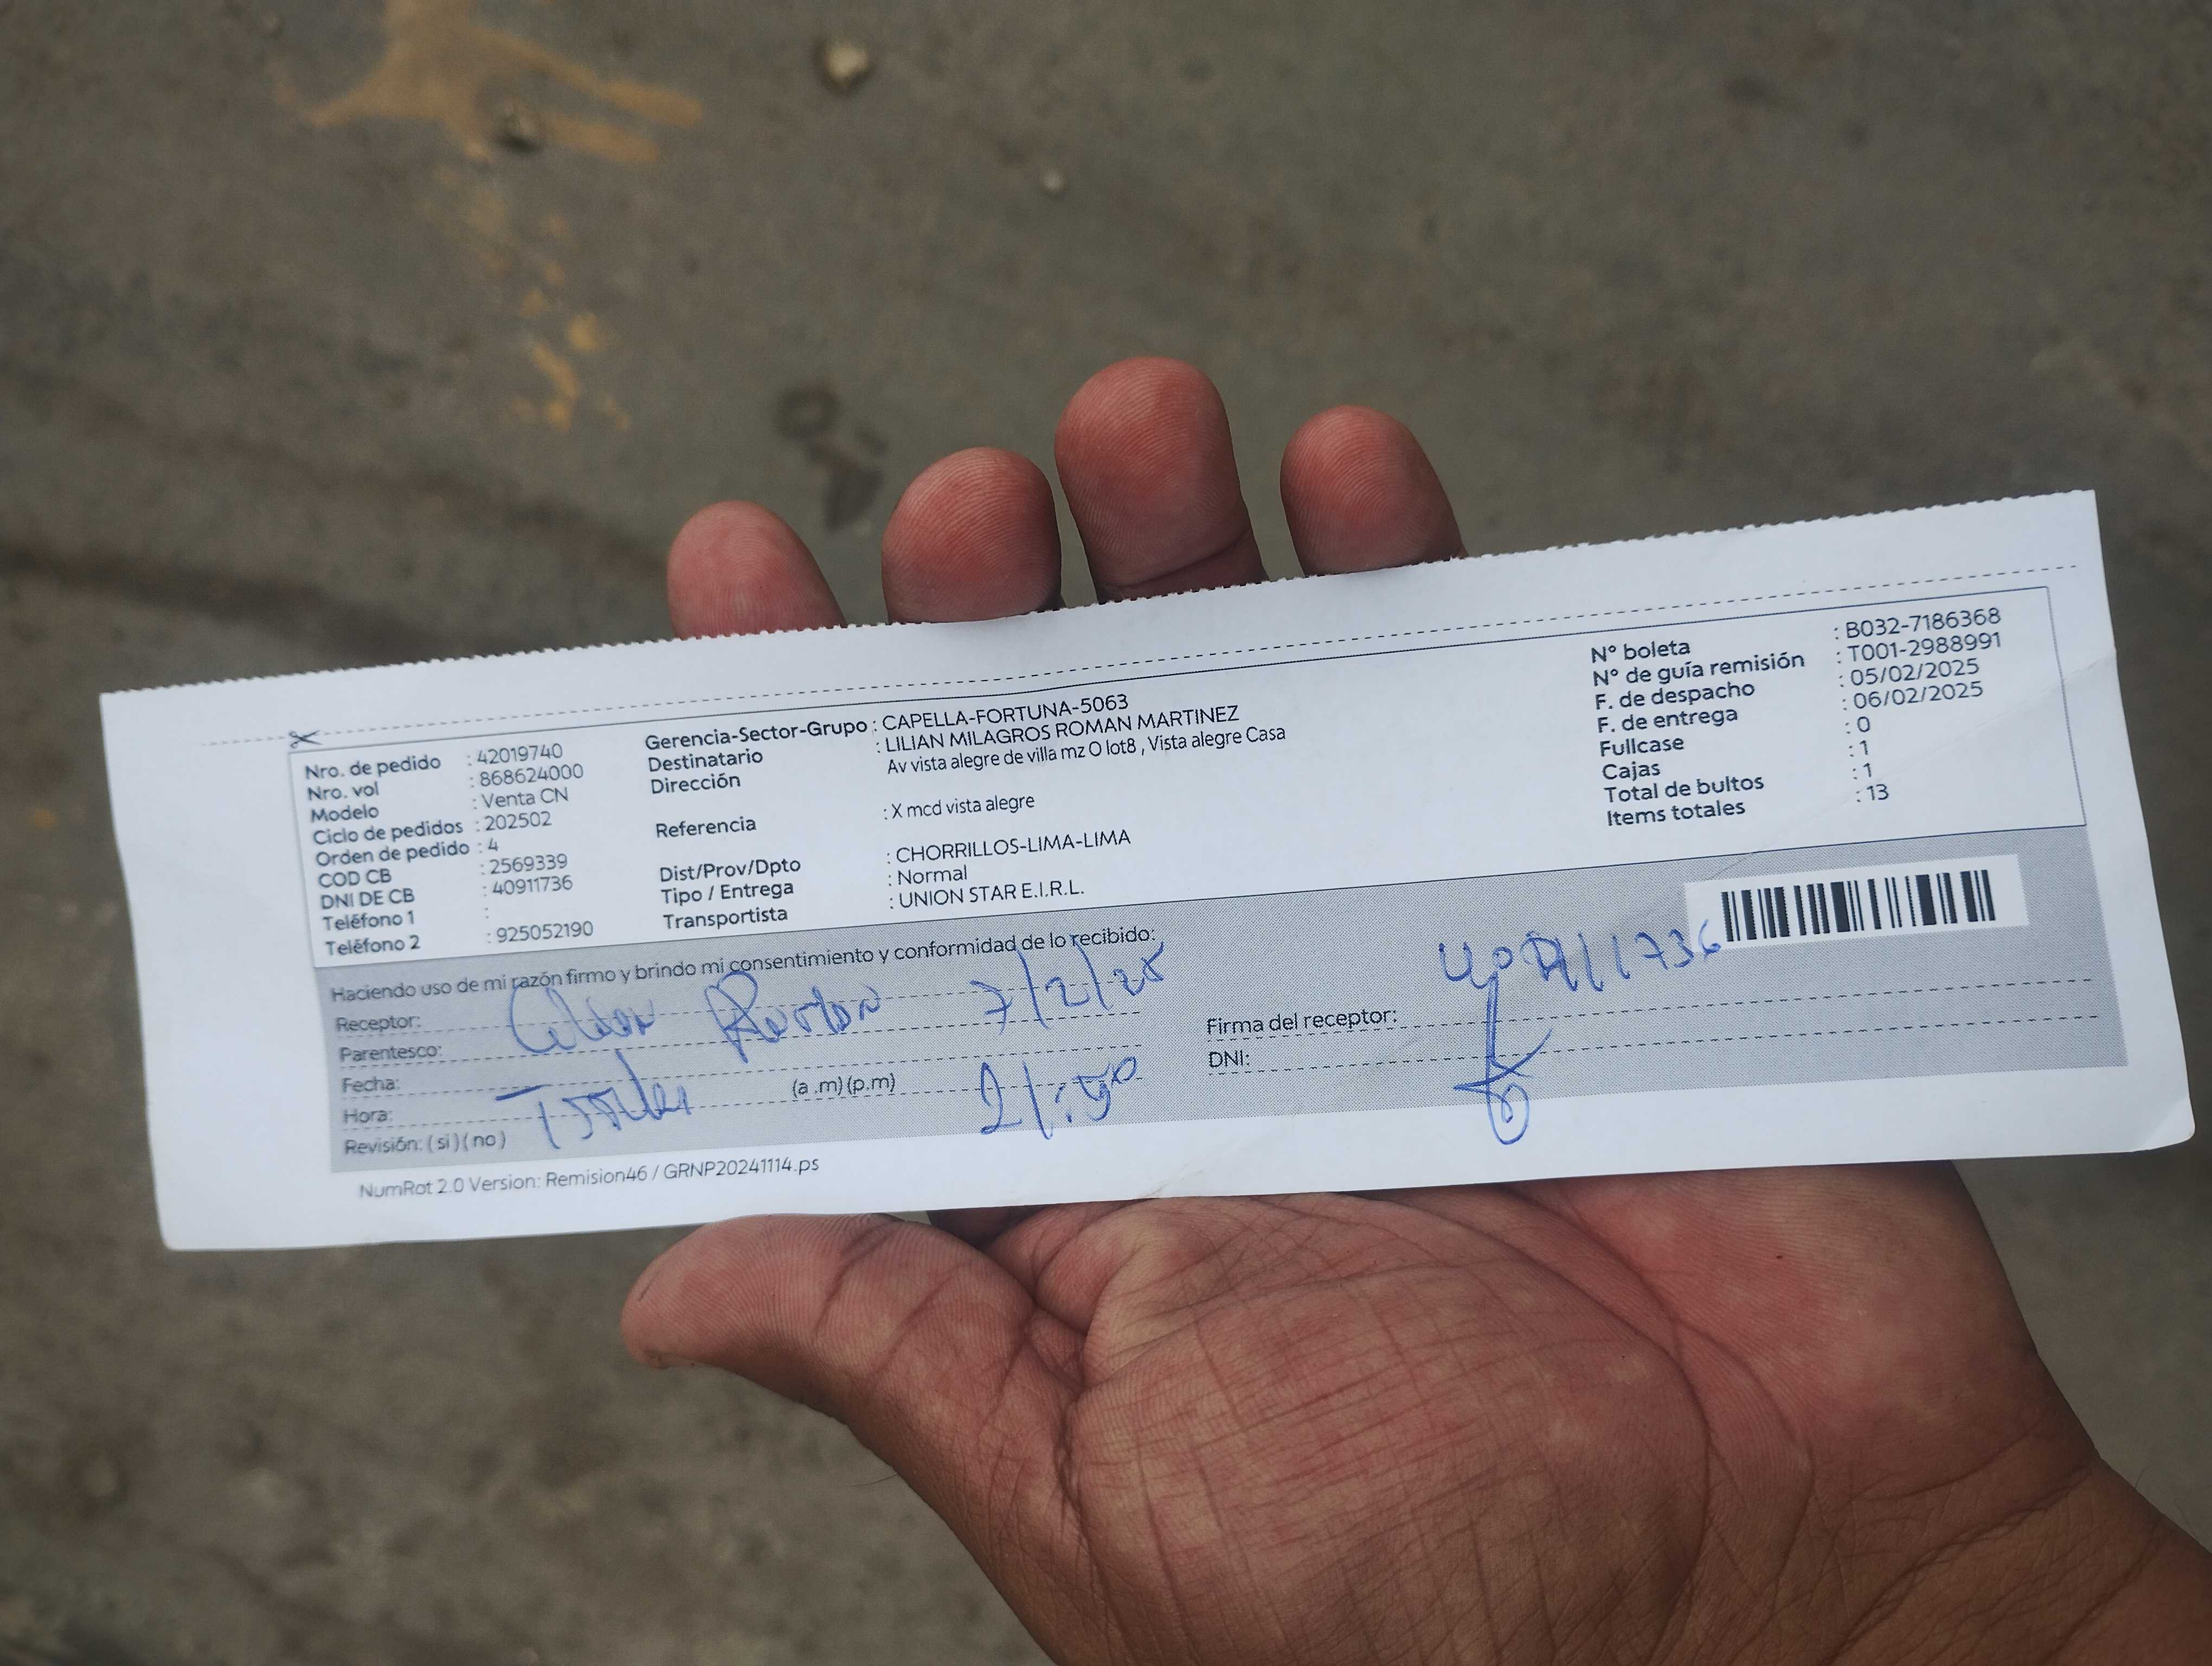 Nro. de pedido : 42019740
Nro. vol : 868624000
Modelo : Venta CN
Ciclo de pedidos : 202502
Orden de pedido : 4
COD CB : 2569339
DNI DE CB : 40911736
Teléfono 1 :
Teléfono 2 : 925052190
Gerencia-Sector-Grupo : CAPELLA-FORTUNA-5063
Destinatario : LILIAN MILAGROS ROMAN MARTINEZ
Dirección Av vista alegre de villa mz O lot8 , Vista alegre Casa
Referencia : X mcd vista alegre
Dist/Prov/Dpto : CHORRILLOS-LIMA-LIMA
Tipo / Entrega : Normal
Transportista : UNION STAR E.I.R.L.
N° boleta : B032-7186368
N° de guía remisión : T001-2988991
F. de despacho : 05/02/2025
F. de entrega : 06/02/2025
Fullcase : 0
Cajas : 1
Total de bultos : 1
Items totales : 13
Haciendo uso de mi razón firmo y brindo mi consentimiento y conformidad de lo recibido:
Receptor: 7/2/25
Parentesco:
Fecha:
Hora: (a .m) (p.m) 21:50
Revisión: ( si ) ( no )
40911736
Firma del receptor:
DNI:
NumRot 2.0 Version: Remision46 / GRNP20241114.ps